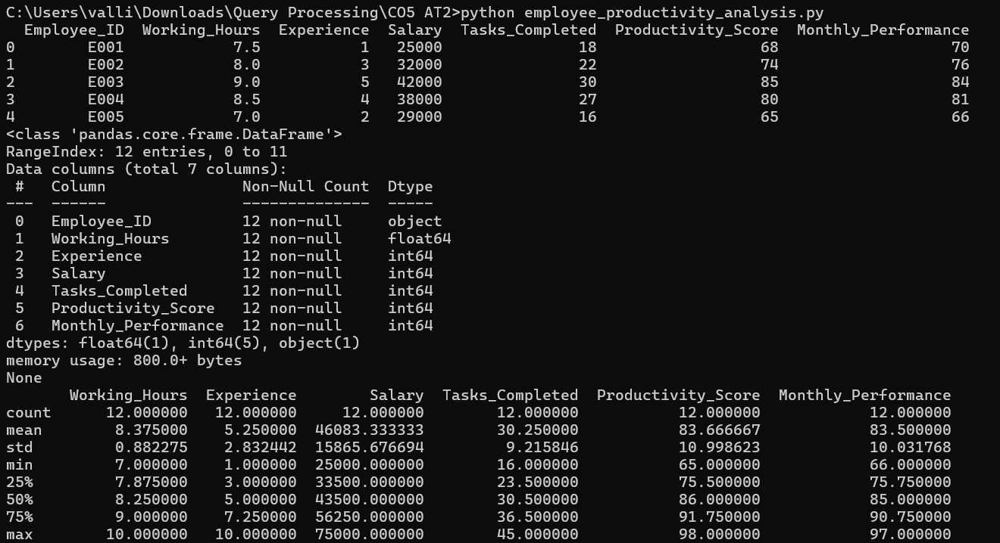 C:\Users\valli\Downloads\Query Processing\CO5 AT2>python employee_productivity_analysis.py
  Employee_ID  Working_Hours  Experience  Salary  Tasks_Completed  Productivity_Score  Monthly_Performance
0        E001            7.5           1   25000               18                  68                   70
1        E002            8.0           3   32000               22                  74                   76
2        E003            9.0           5   42000               30                  85                   84
3        E004            8.5           4   38000               27                  80                   81
4        E005            7.0           2   29000               16                  65                   66
<class 'pandas.core.frame.DataFrame'>
RangeIndex: 12 entries, 0 to 11
Data columns (total 7 columns):
 #   Column               Non-Null Count  Dtype
---  ------               --------------  -----
 0   Employee_ID          12 non-null     object
 1   Working_Hours        12 non-null     float64
 2   Experience           12 non-null     int64
 3   Salary               12 non-null     int64
 4   Tasks_Completed      12 non-null     int64
 5   Productivity_Score   12 non-null     int64
 6   Monthly_Performance  12 non-null     int64
dtypes: float64(1), int64(5), object(1)
memory usage: 800.0+ bytes
None
       Working_Hours  Experience        Salary  Tasks_Completed  Productivity_Score  Monthly_Performance
count      12.000000   12.000000     12.000000        12.000000           12.000000            12.000000
mean        8.375000    5.250000  46083.333333        30.250000           83.666667            83.500000
std         0.882275    2.832442  15865.676694         9.215846           10.998623            10.031768
min         7.000000    1.000000  25000.000000        16.000000           65.000000            66.000000
25%         7.875000    3.000000  33500.000000        23.500000           75.500000            75.750000
50%         8.250000    5.000000  43500.000000        30.500000           86.000000            85.000000
75%         9.000000    7.250000  56250.000000        36.500000           91.750000            90.750000
max        10.000000   10.000000  75000.000000        45.000000           98.000000            97.000000